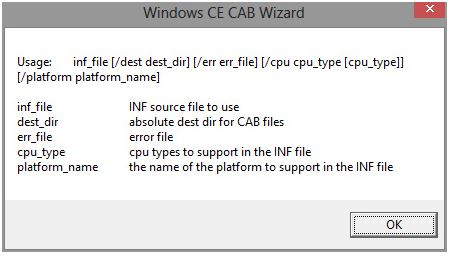 Windows CE CAB Wizard
Usage: inf_file [/dest dest_dir] [/err err_file] [/cpu cpu_type [cpu_type]]
[/platform platform_name]
inf_file INF source file to use
dest_dir absolute dest dir for CAB files
err_file error file
cpu_type cpu types to support in the INF file
platform_name the name of the platform to support in the INF file
OK